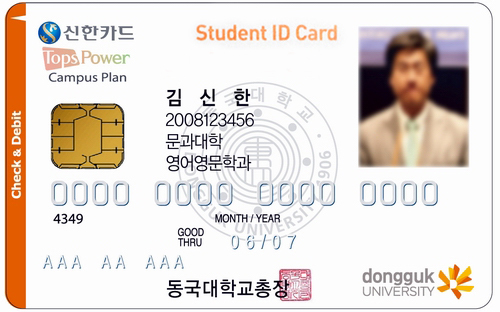 신한카드
Student ID Card
Tops Power
Campus Plan
Check & Debit
김 신 한
2008123456
문과대학
영어영문학과
0000 0000 0000 0000
4349
MONTH / YEAR
GOOD
THRU
06/07
AAA AA AAA
동국대학교총장
dongguk
UNIVERSITY